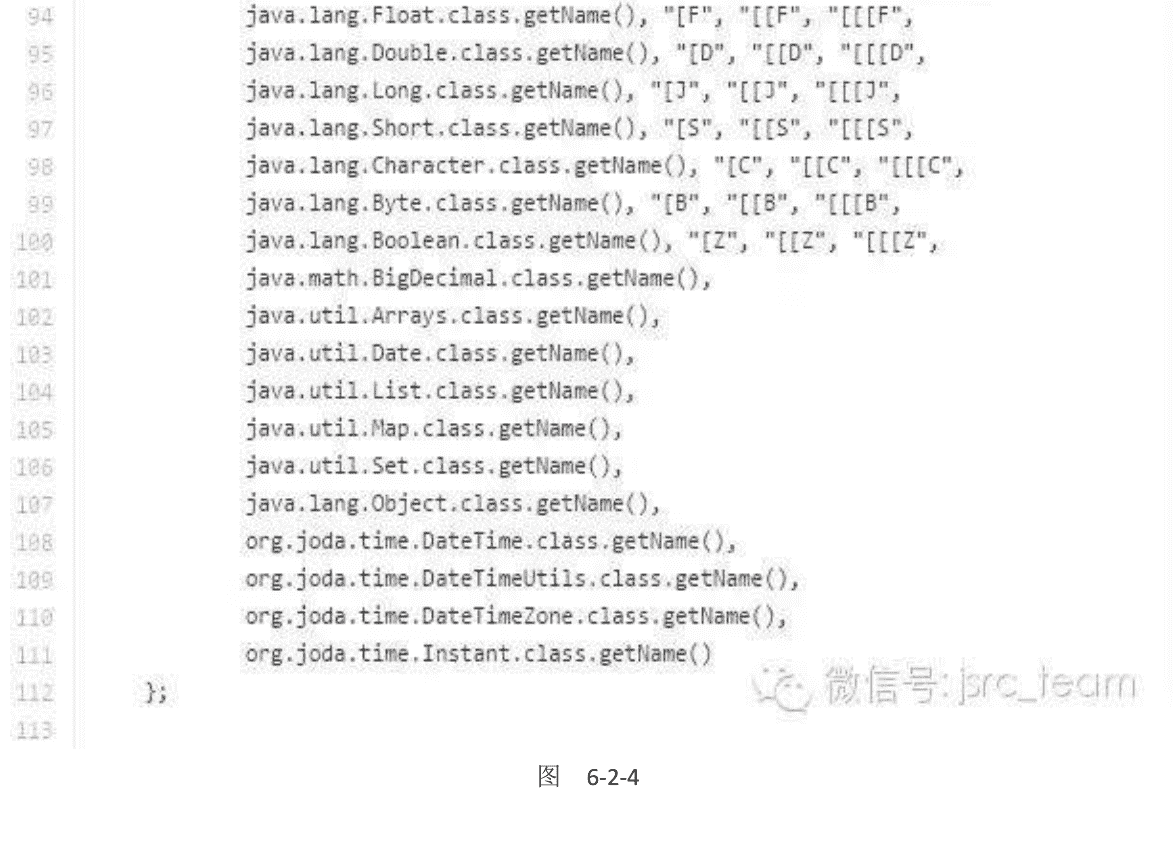 94 java.lang.Float.class.getName(), "[F", "[[F", "[[[F",
95 java.lang.Double.class.getName(), "[D", "[[D", "[[[D",
96 java.lang.Long.class.getName(), "[J", "[[J", "[[[J",
97 java.lang.Short.class.getName(), "[S", "[[S", "[[[S",
98 java.lang.Character.class.getName(), "[C", "[[C", "[[[C",
99 java.lang.Byte.class.getName(), "[B", "[[B", "[[[B",
100 java.lang.Boolean.class.getName(), "[Z", "[[Z", "[[[Z",
101 java.math.BigDecimal.class.getName(),
102 java.util.Arrays.class.getName(),
103 java.util.Date.class.getName(),
104 java.util.List.class.getName(),
105 java.util.Map.class.getName(),
106 java.util.Set.class.getName(),
107 java.lang.Object.class.getName(),
108 org.joda.time.DateTime.class.getName(),
109 org.joda.time.DateTimeUtils.class.getName(),
110 org.joda.time.DateTimeZone.class.getName(),
111 org.joda.time.Instant.class.getName()
112 };
微信号: jsrc_team
113
图 6-2-4